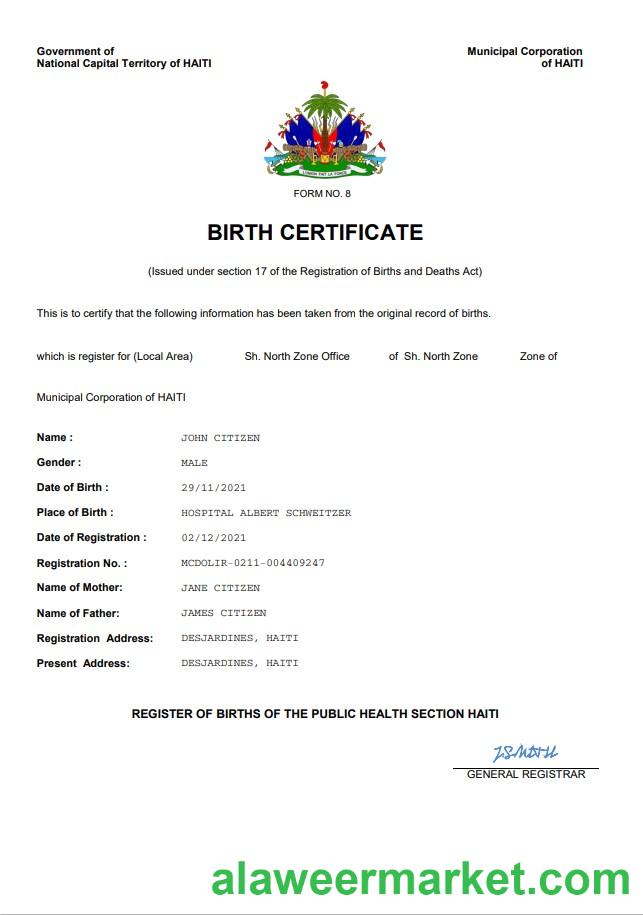 Government of
National Capital Territory of HAITI
Municipal Corporation
of HAITI
L'UNION FAIT LA FORCE
FORM NO. 8
BIRTH CERTIFICATE
(Issued under section 17 of the Registration of Births and Deaths Act)
This is to certify that the following information has been taken from the original record of births.
which is register for (Local Area) Sh. North Zone Office of Sh. North Zone Zone of
Municipal Corporation of HAITI
Name : JOHN CITIZEN
Gender : MALE
Date of Birth : 29/11/2021
Place of Birth : HOSPITAL ALBERT SCHWEITZER
Date of Registration : 02/12/2021
Registration No. : MCDOLIR-0211-004409247
Name of Mother: JANE CITIZEN
Name of Father: JAMES CITIZEN
Registration Address: DESJARDINES, HAITI
Present Address: DESJARDINES, HAITI
REGISTER OF BIRTHS OF THE PUBLIC HEALTH SECTION HAITI
GENERAL REGISTRAR
alaweermarket.com